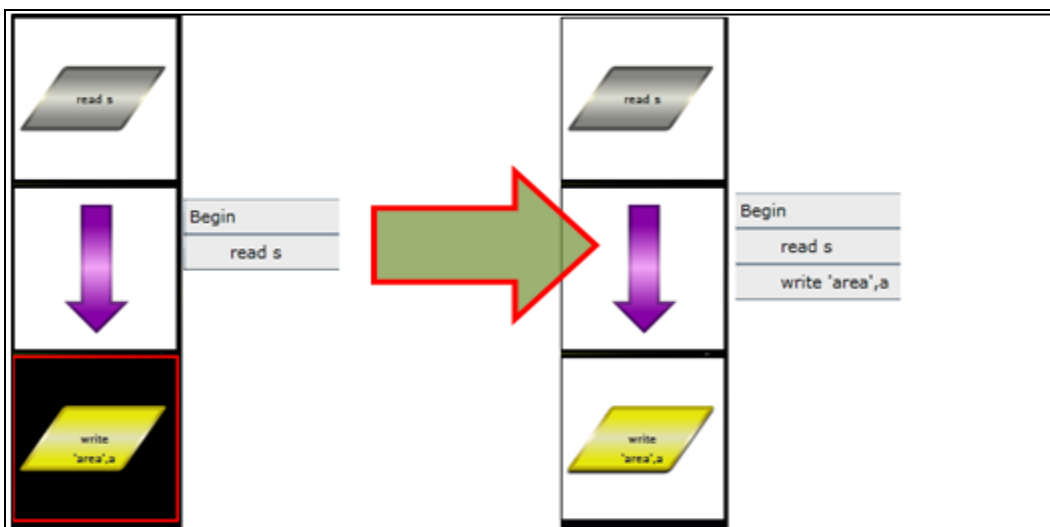 read s
Begin
read s
write
'area',a
read s
Begin
read s
write 'area',a
write
'area',a